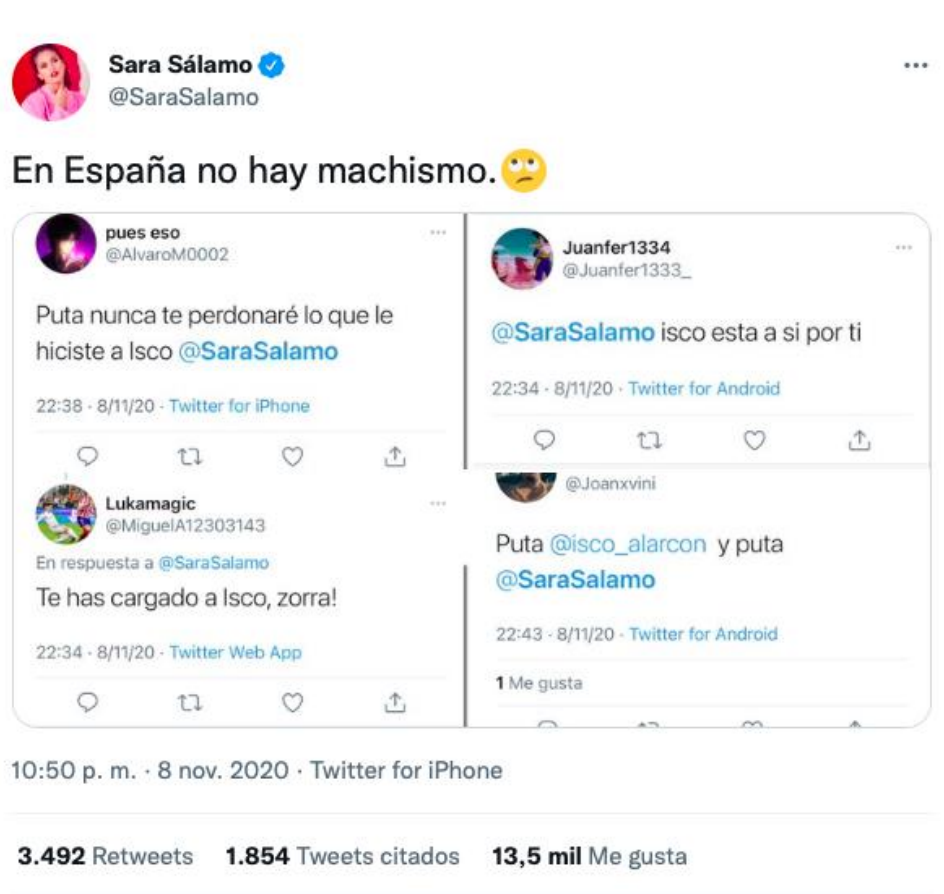 Sara Sálamo
@SaraSalamo
En España no hay machismo.🙄
pues eso
@AlvaroM0002
Puta nunca te perdonaré lo que le
hiciste a Isco @SaraSalamo
22:38 · 8/11/20 · Twitter for iPhone
Juanfer1334
@Juanfer1333_
@SaraSalamo isco esta a si por ti
22:34 · 8/11/20 · Twitter for Android
Lukamagic
@MiguelA12303143
En respuesta a @SaraSalamo
Te has cargado a Isco, zorra!
22:34 · 8/11/20 · Twitter Web App
@Joanxvini
Puta @isco_alarcon y puta
@SaraSalamo
22:43 · 8/11/20 · Twitter for Android
1 Me gusta
10:50 p. m. · 8 nov. 2020 · Twitter for iPhone
3.492 Retweets 1.854 Tweets citados 13,5 mil Me gusta